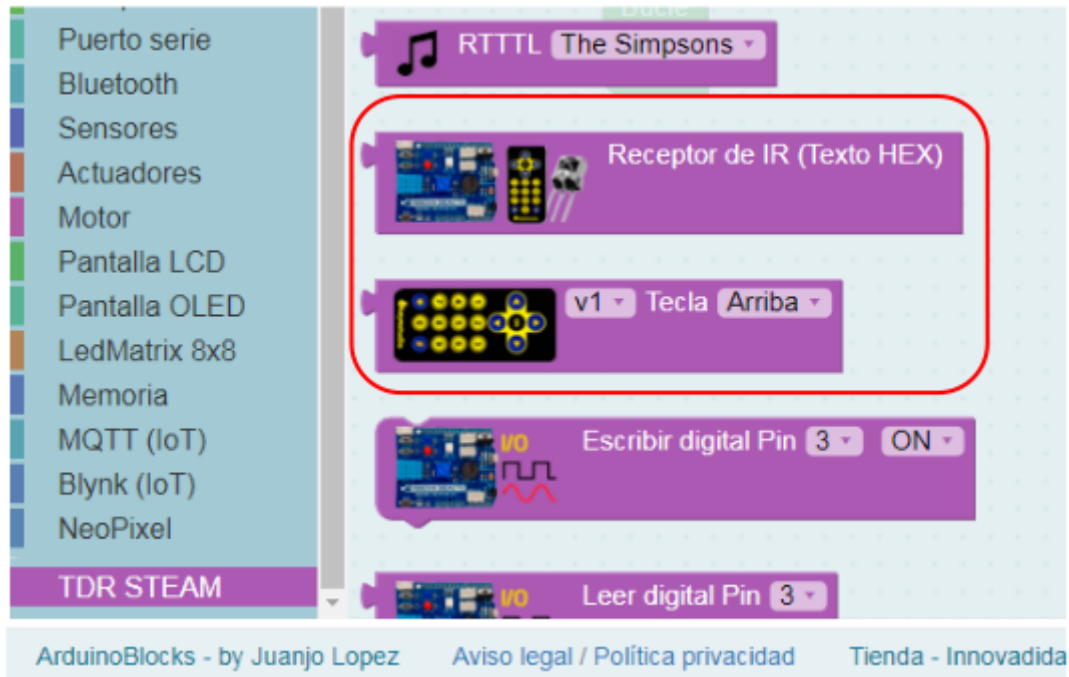 Bucle
Puerto serie
Bluetooth
Sensores
Actuadores
Motor
Pantalla LCD
Pantalla OLED
LedMatrix 8x8
Memoria
MQTT (IoT)
Blynk (IoT)
NeoPixel
TDR STEAM
RTTTL The Simpsons
Receptor de IR (Texto HEX)
v1 Tecla Arriba
I/O Escribir digital Pin 3 ON
I/O Leer digital Pin 3
ArduinoBlocks - by Juanjo Lopez Aviso legal / Política privacidad Tienda - Innovadida